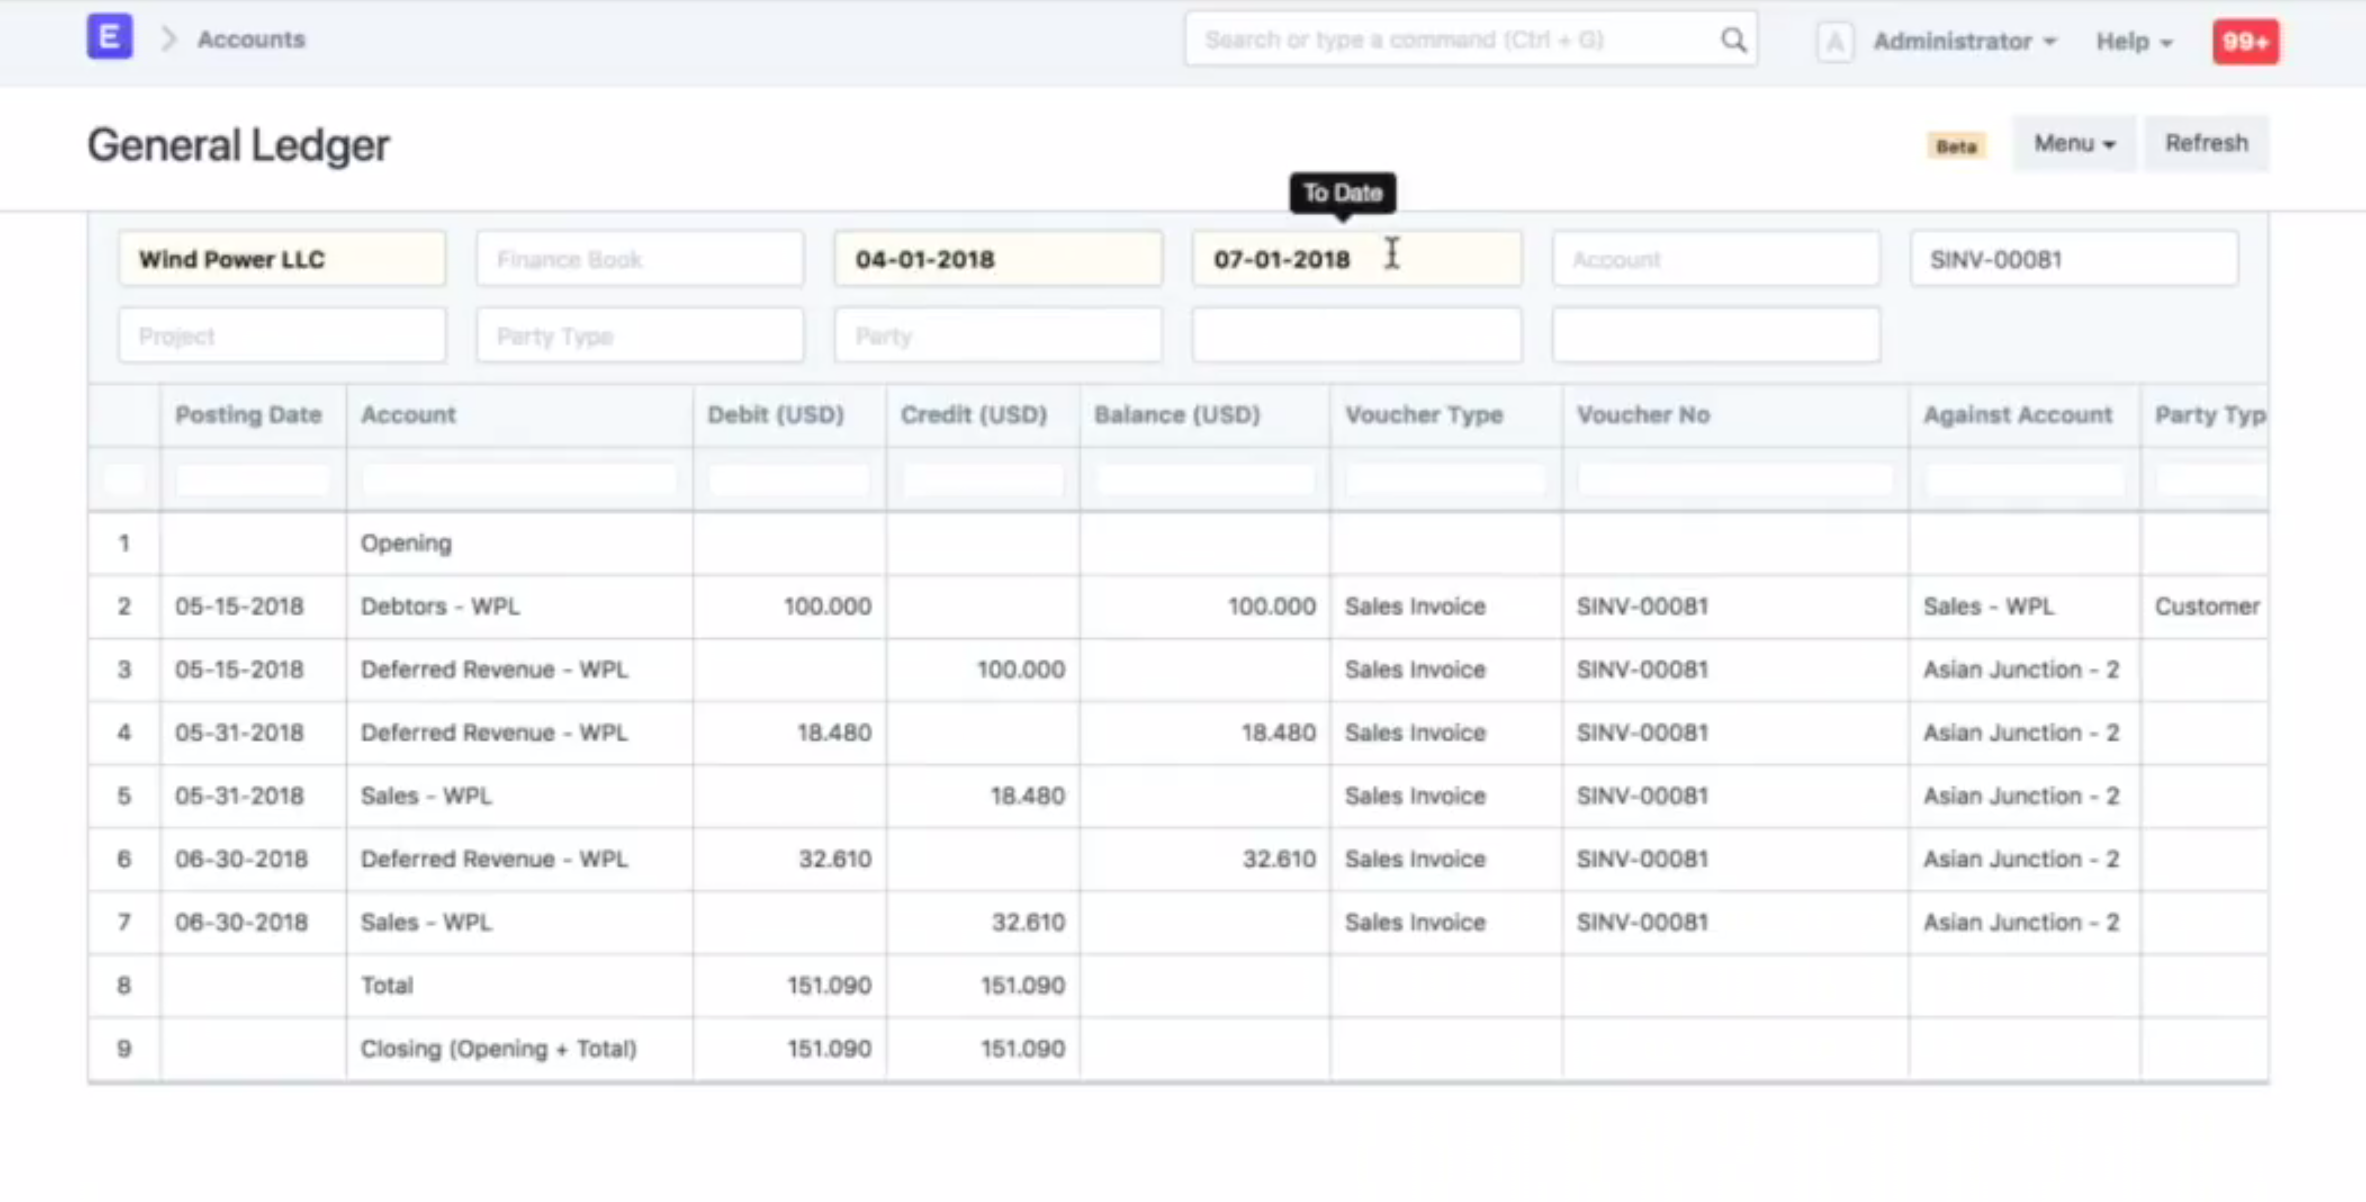 E > Accounts Search or type a command (Ctrl + G) A Administrator Help 99+
General Ledger Beta Menu Refresh
To Date
Wind Power LLC Finance Book 04-01-2018 07-01-2018 Account SINV-00081
Project Party Type Party
Posting Date Account Debit (USD) Credit (USD) Balance (USD) Voucher Type Voucher No Against Account Party Typ
1 Opening
2 05-15-2018 Debtors - WPL 100.000 100.000 Sales Invoice SINV-00081 Sales - WPL Customer
3 05-15-2018 Deferred Revenue - WPL 100.000 Sales Invoice SINV-00081 Asian Junction - 2
4 05-31-2018 Deferred Revenue - WPL 18.480 18.480 Sales Invoice SINV-00081 Asian Junction - 2
5 05-31-2018 Sales - WPL 18.480 Sales Invoice SINV-00081 Asian Junction - 2
6 06-30-2018 Deferred Revenue - WPL 32.610 32.610 Sales Invoice SINV-00081 Asian Junction - 2
7 06-30-2018 Sales - WPL 32.610 Sales Invoice SINV-00081 Asian Junction - 2
8 Total 151.090 151.090
9 Closing (Opening + Total) 151.090 151.090